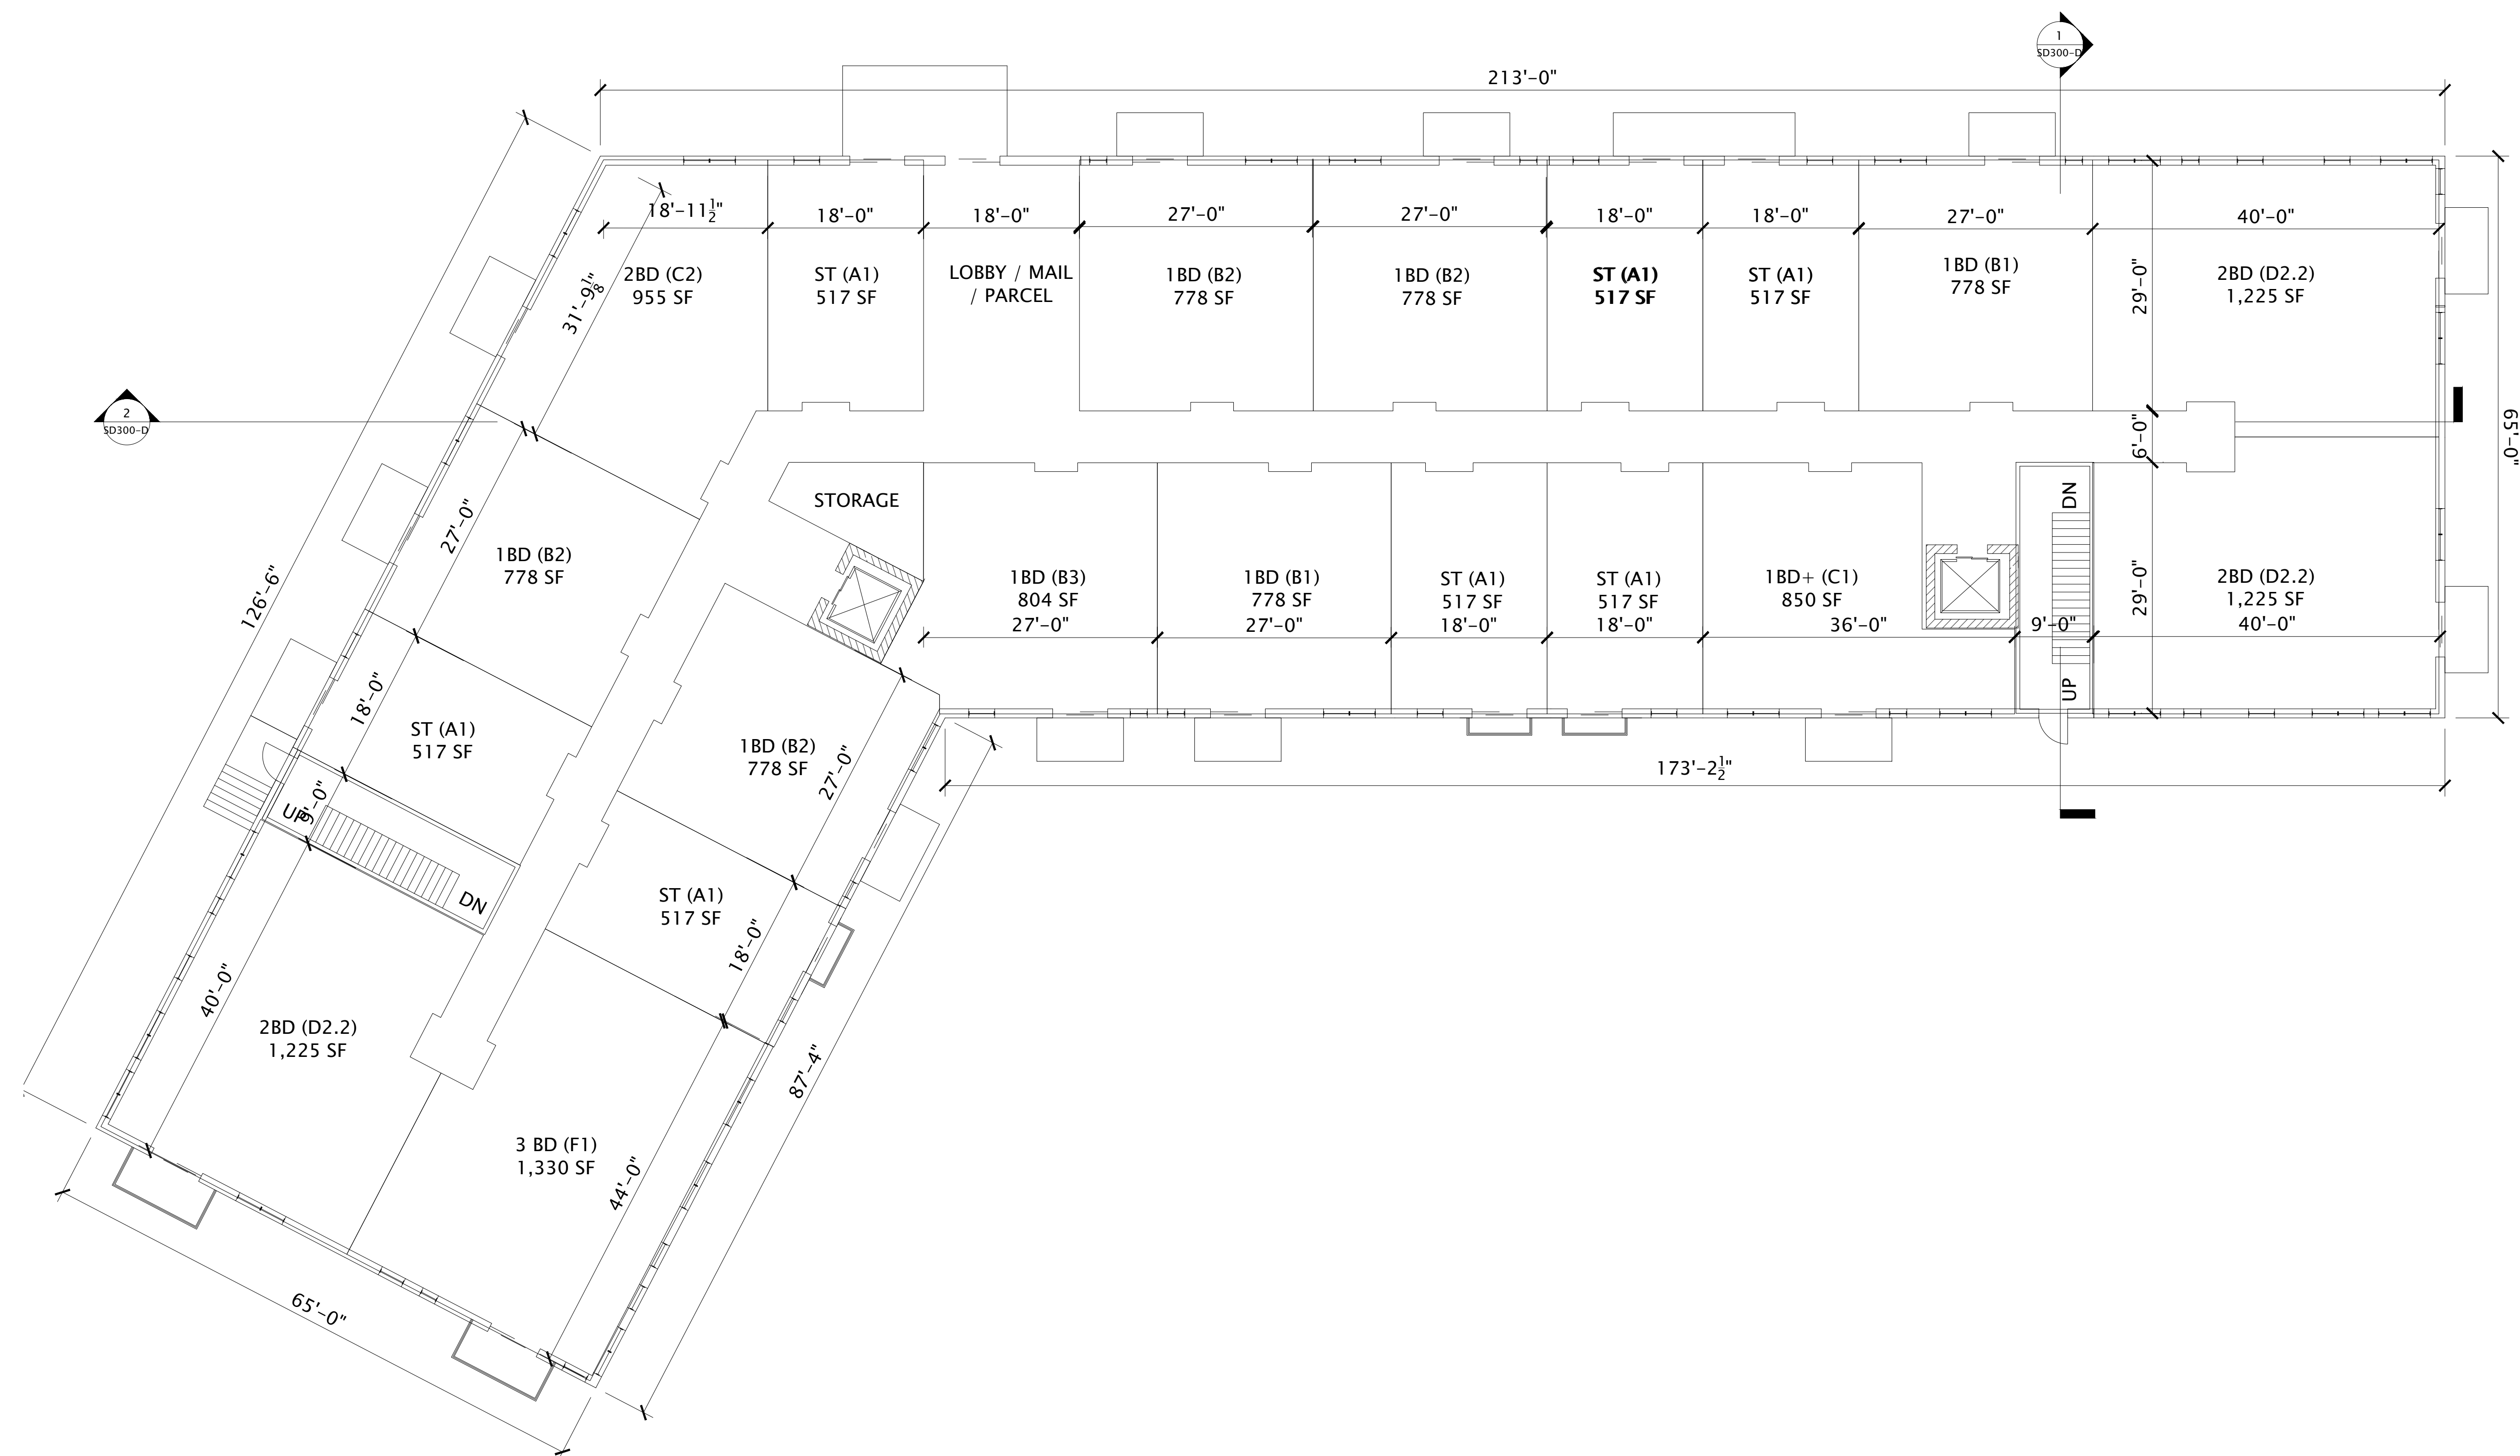 1
SD300-D
213'-0"
18'-11½"
18'-0"
18'-0"
27'-0"
27'-0"
18'-0"
18'-0"
27'-0"
40'-0"
2BD (C2)
955 SF
ST (A1)
517 SF
LOBBY / MAIL
/ PARCEL
1BD (B2)
778 SF
1BD (B2)
778 SF
ST (A1)
517 SF
ST (A1)
517 SF
1BD (B1)
778 SF
29'-0"
2BD (D2.2)
1,225 SF
31'-9⅛"
2
SD300-D
6'-0"
65'-0"
STORAGE
DN
27'-0"
1BD (B2)
778 SF
126'-6"
1BD (B3)
804 SF
27'-0"
1BD (B1)
778 SF
27'-0"
ST (A1)
517 SF
18'-0"
ST (A1)
517 SF
18'-0"
1BD+ (C1)
850 SF
36'-0"
9'-0"
29'-0"
2BD (D2.2)
1,225 SF
40'-0"
UP
18'-0"
ST (A1)
517 SF
1BD (B2)
778 SF
27'-0"
173'-2½"
UP
9'-0"
DN
ST (A1)
517 SF
18'-0"
40'-0"
2BD (D2.2)
1,225 SF
87'-4"
3 BD (F1)
1,330 SF
44'-0"
65'-0"